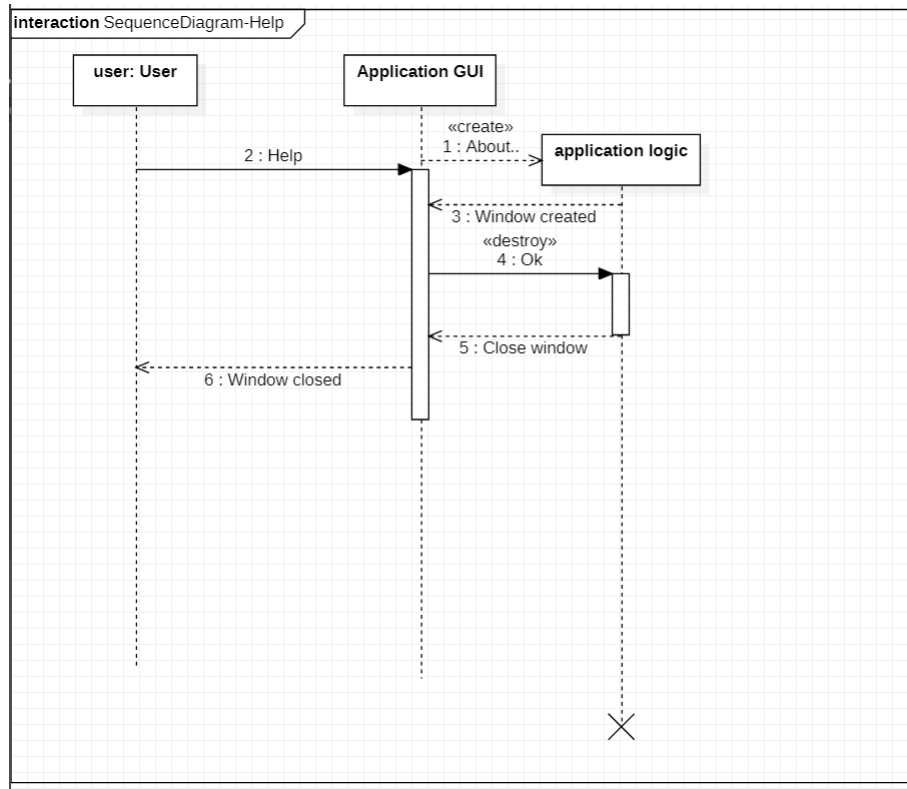 interaction SequenceDiagram-Help
user: User
Application GUI
«create»
1 : About..
application logic
2 : Help
3 : Window created
«destroy»
4 : Ok
5 : Close window
6 : Window closed